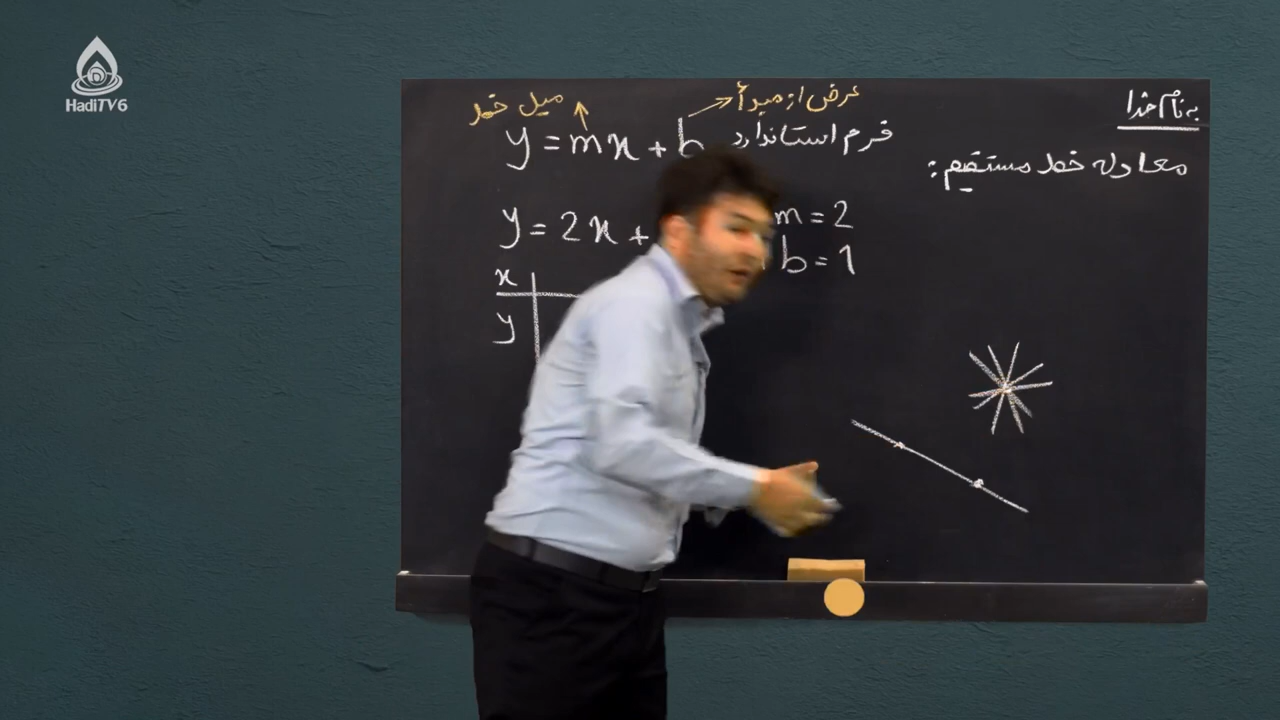 HadiTV6
به نام خدا
معادله خط مستقیم:
میل خط
عرض از مبدأ
y = mx + b
فرم استاندارد
y = 2x +
m = 2
b = 1
x
y